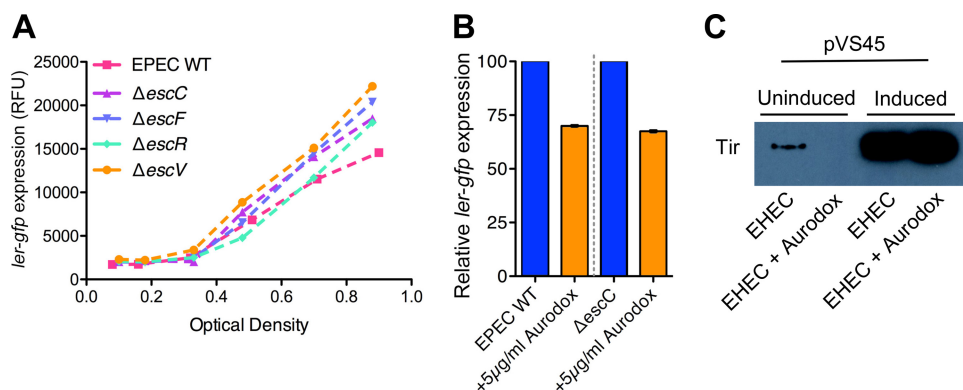 A
ler-gfp expression (RFU)
25000
20000
15000
10000
5000
0
0.0
0.2
0.4
0.6
0.8
1.0
Optical Density
EPEC WT
ΔescC
ΔescF
ΔescR
ΔescV
B
Relative ler-gfp expression
100
75
50
25
0
EPEC WT
+5µg/ml Aurodox
ΔescC
+5µg/ml Aurodox
C
pVS45
Uninduced
Induced
Tir
EHEC
EHEC + Aurodox
EHEC
EHEC + Aurodox